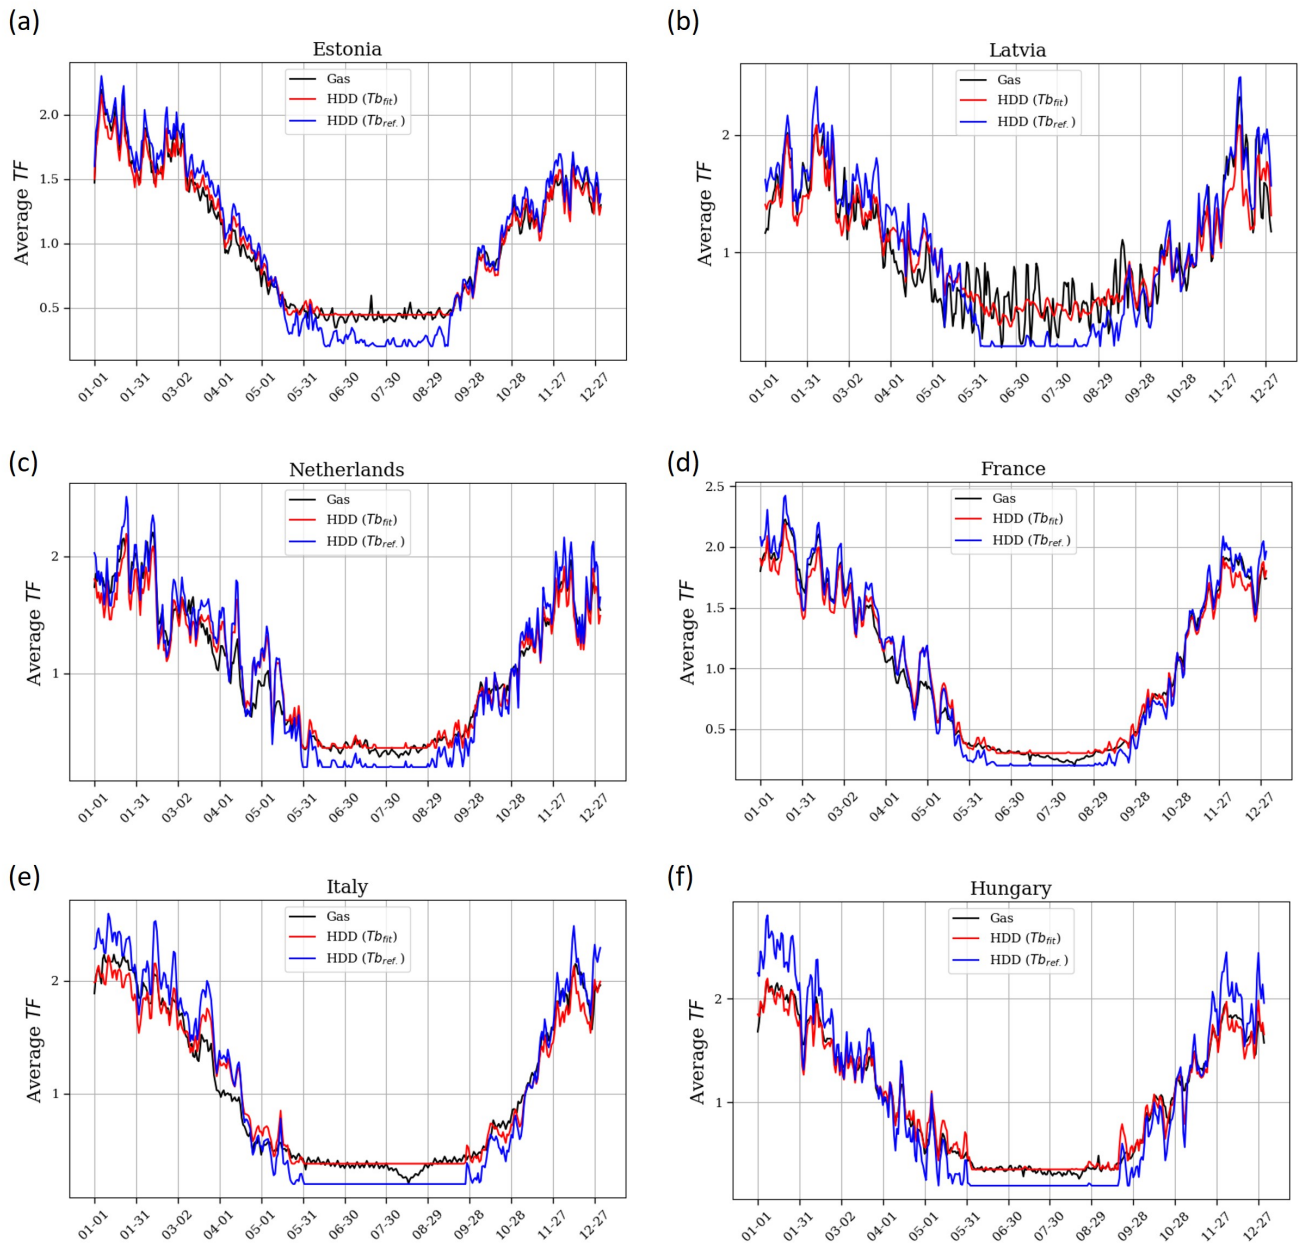 (a)
Estonia
Gas
HDD (Tbfit)
HDD (Tbref.)
Average TF
2.0
1.5
1.0
0.5
01-01 01-31 03-02 04-01 05-01 05-31 06-30 07-30 08-29 09-28 10-28 11-27 12-27
(b)
Latvia
Gas
HDD (Tbfit)
HDD (Tbref.)
Average TF
2
1
01-01 01-31 03-02 04-01 05-01 05-31 06-30 07-30 08-29 09-28 10-28 11-27 12-27
(c)
Netherlands
Gas
HDD (Tbfit)
HDD (Tbref.)
Average TF
2
1
01-01 01-31 03-02 04-01 05-01 05-31 06-30 07-30 08-29 09-28 10-28 11-27 12-27
(d)
France
Gas
HDD (Tbfit)
HDD (Tbref.)
Average TF
2.5
2.0
1.5
1.0
0.5
01-01 01-31 03-02 04-01 05-01 05-31 06-30 07-30 08-29 09-28 10-28 11-27 12-27
(e)
Italy
Gas
HDD (Tbfit)
HDD (Tbref.)
Average TF
2
1
01-01 01-31 03-02 04-01 05-01 05-31 06-30 07-30 08-29 09-28 10-28 11-27 12-27
(f)
Hungary
Gas
HDD (Tbfit)
HDD (Tbref.)
Average TF
2
1
01-01 01-31 03-02 04-01 05-01 05-31 06-30 07-30 08-29 09-28 10-28 11-27 12-27